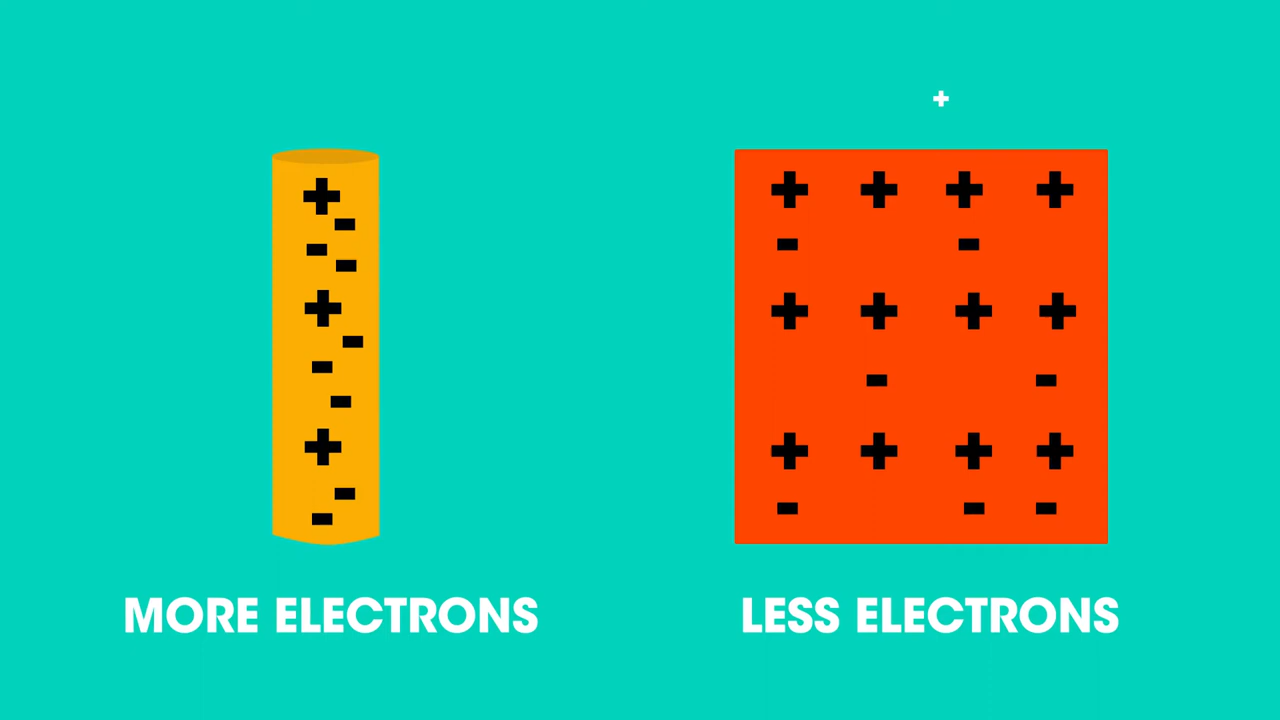 +
+ + + + +
-
- - -
-
+ + + + +
-
- - -
-
+ + + + +
-
- - - -
MORE ELECTRONS LESS ELECTRONS